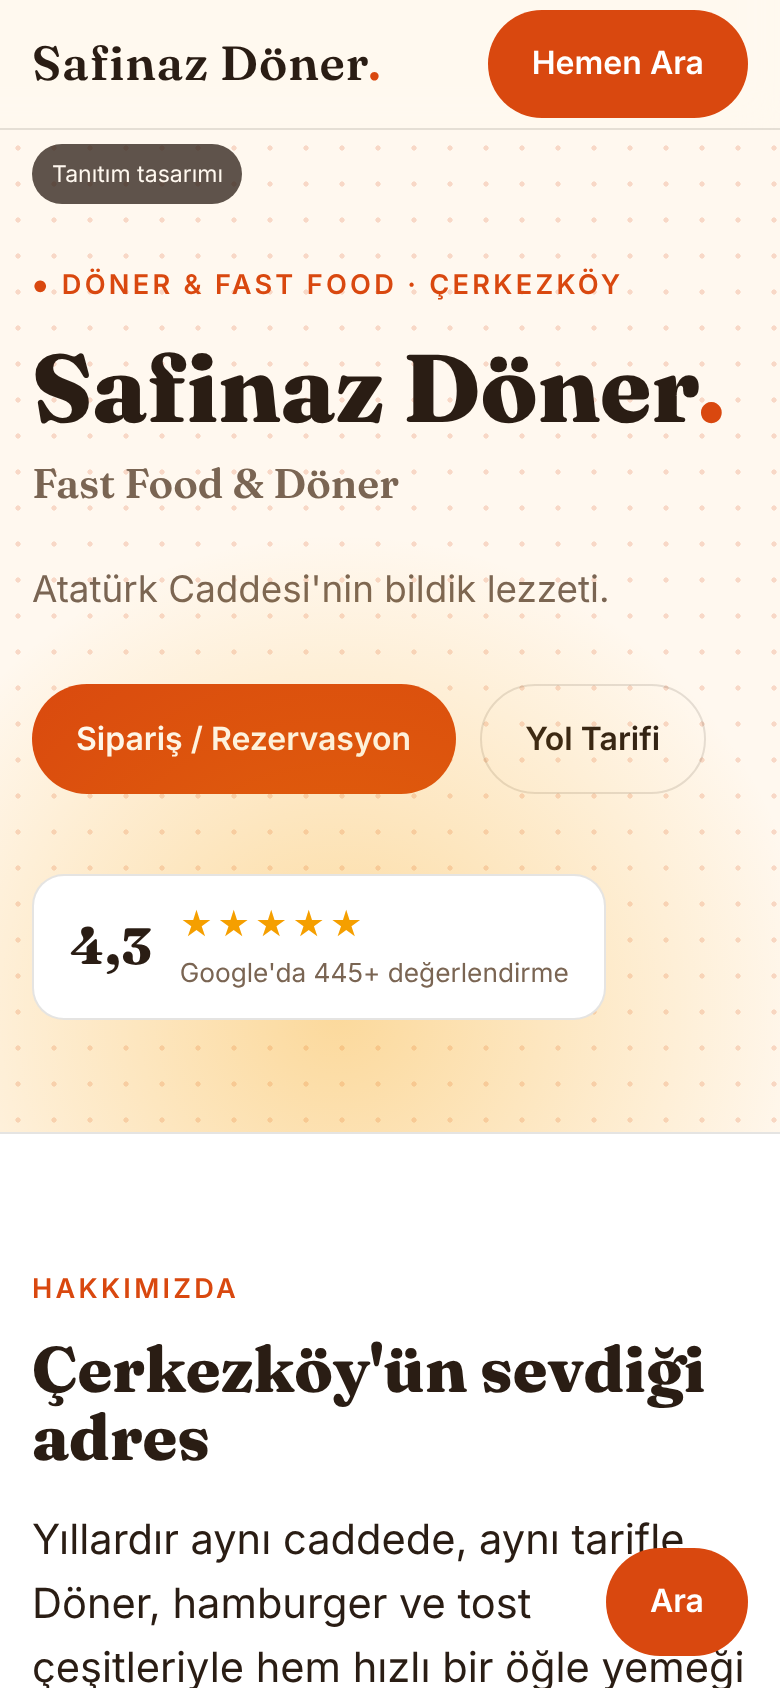 Safinaz Döner.
Hemen Ara
Tanıtım tasarımı
● DÖNER & FAST FOOD · ÇERKEZKÖY
Safinaz Döner.
Fast Food & Döner
Atatürk Caddesi'nin bildik lezzeti.
Sipariş / Rezervasyon
Yol Tarifi
4,3
★★★★★
Google'da 445+ değerlendirme
HAKKIMIZDA
Çerkezköy'ün sevdiği
adres
Yıllardır aynı caddede, aynı tarifle
Döner, hamburger ve tost
Ara
çeşitleriyle hem hızlı bir öğle yemeği